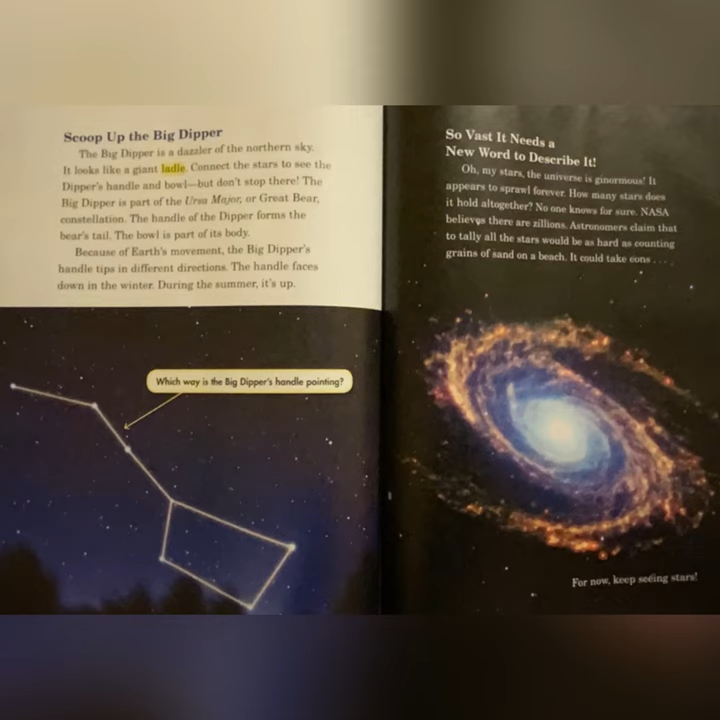 Scoop Up the Big Dipper
The Big Dipper is a dazzler of the northern sky.
It looks like a giant ladle. Connect the stars to see the
Dipper's handle and bowl—but don't stop there! The
Big Dipper is part of the Ursa Major, or Great Bear,
constellation. The handle of the Dipper forms the
bear's tail. The bowl is part of its body.
Because of Earth's movement, the Big Dipper's
handle tips in different directions. The handle faces
down in the winter. During the summer, it's up.
Which way is the Big Dipper's handle pointing?
So Vast It Needs a
New Word to Describe It!
Oh, my stars, the universe is ginormous! It
appears to sprawl forever. How many stars does
it hold altogether? No one knows for sure. NASA
believes there are zillions. Astronomers claim that
to tally all the stars would be as hard as counting
grains of sand on a beach. It could take eons . . . .
For now, keep seeing stars!